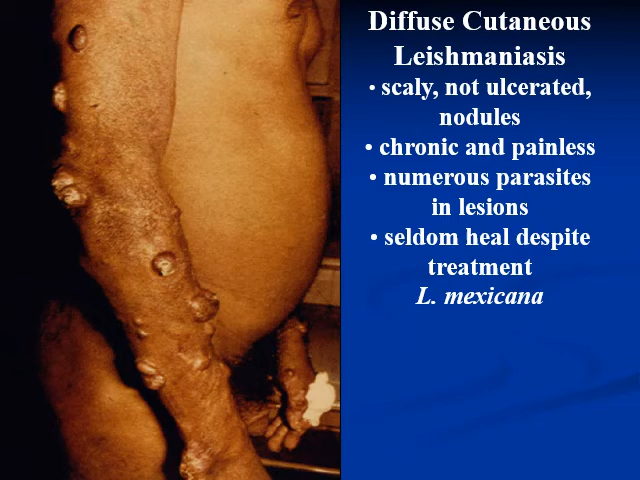 Diffuse Cutaneous
Leishmaniasis
• scaly, not ulcerated,
nodules
• chronic and painless
• numerous parasites
in lesions
• seldom heal despite
treatment
L. mexicana